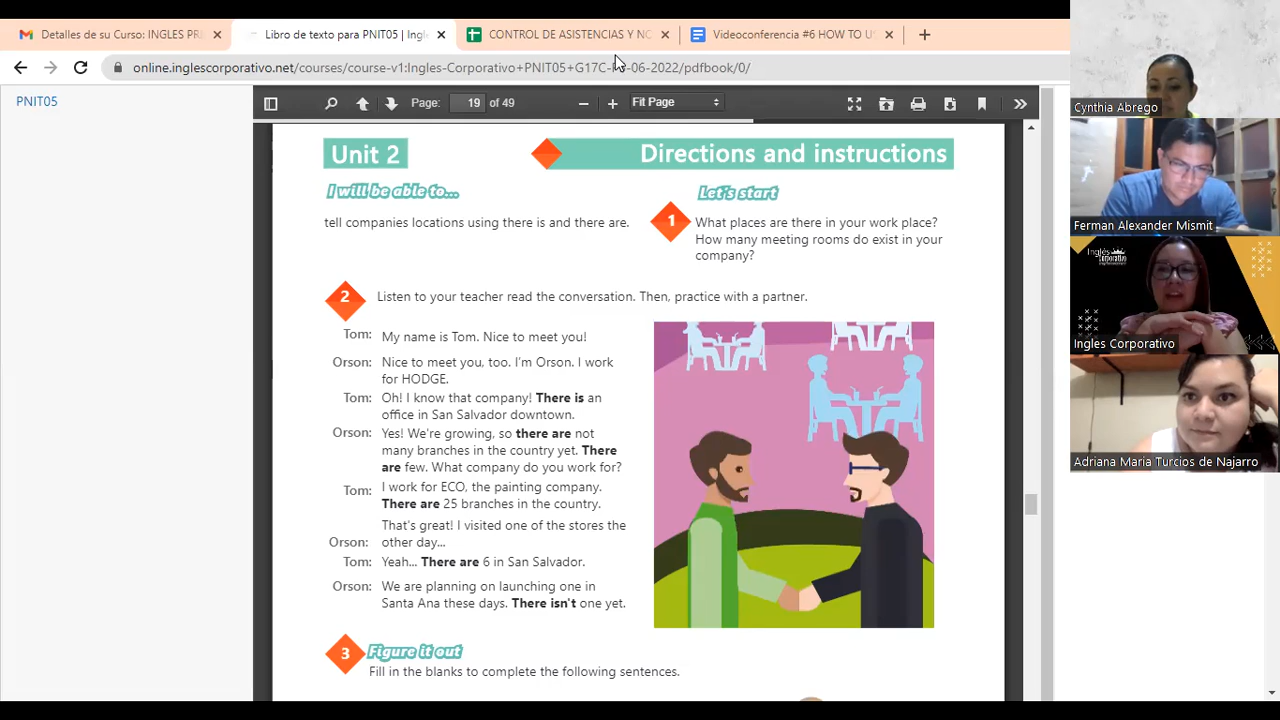 Detalles de su Curso: INGLES PRE
Libro de texto para PNIT05 | Ingl
CONTROL DE ASISTENCIAS Y NO
Videoconferencia #6 HOW TO US
online.inglescorporativo.net/courses/course-v1:Ingles-Corporativo+PNIT05+G17C-
-06-2022/pdfbook/0/
PNIT05
Page: 19 of 49
Fit Page
Unit 2
Directions and instructions
I will be able to...
tell companies locations using there is and there are.
Let's start
1
What places are there in your work place?
How many meeting rooms do exist in your
company?
2
Listen to your teacher read the conversation. Then, practice with a partner.
Tom: My name is Tom. Nice to meet you!
Orson: Nice to meet you, too. I'm Orson. I work
for HODGE.
Tom: Oh! I know that company! There is an
office in San Salvador downtown.
Orson: Yes! We're growing, so there are not
many branches in the country yet. There
are few. What company do you work for?
Tom: I work for ECO, the painting company.
There are 25 branches in the country.
That's great! I visited one of the stores the
Orson: other day...
Tom: Yeah... There are 6 in San Salvador.
Orson: We are planning on launching one in
Santa Ana these days. There isn't one yet.
3
Figure it out
Fill in the blanks to complete the following sentences.
Cynthia Abrego
Ferman Alexander Mismit
Inglés
Corporativo
Ingles Corporativo
Adriana Maria Turcios de Najarro